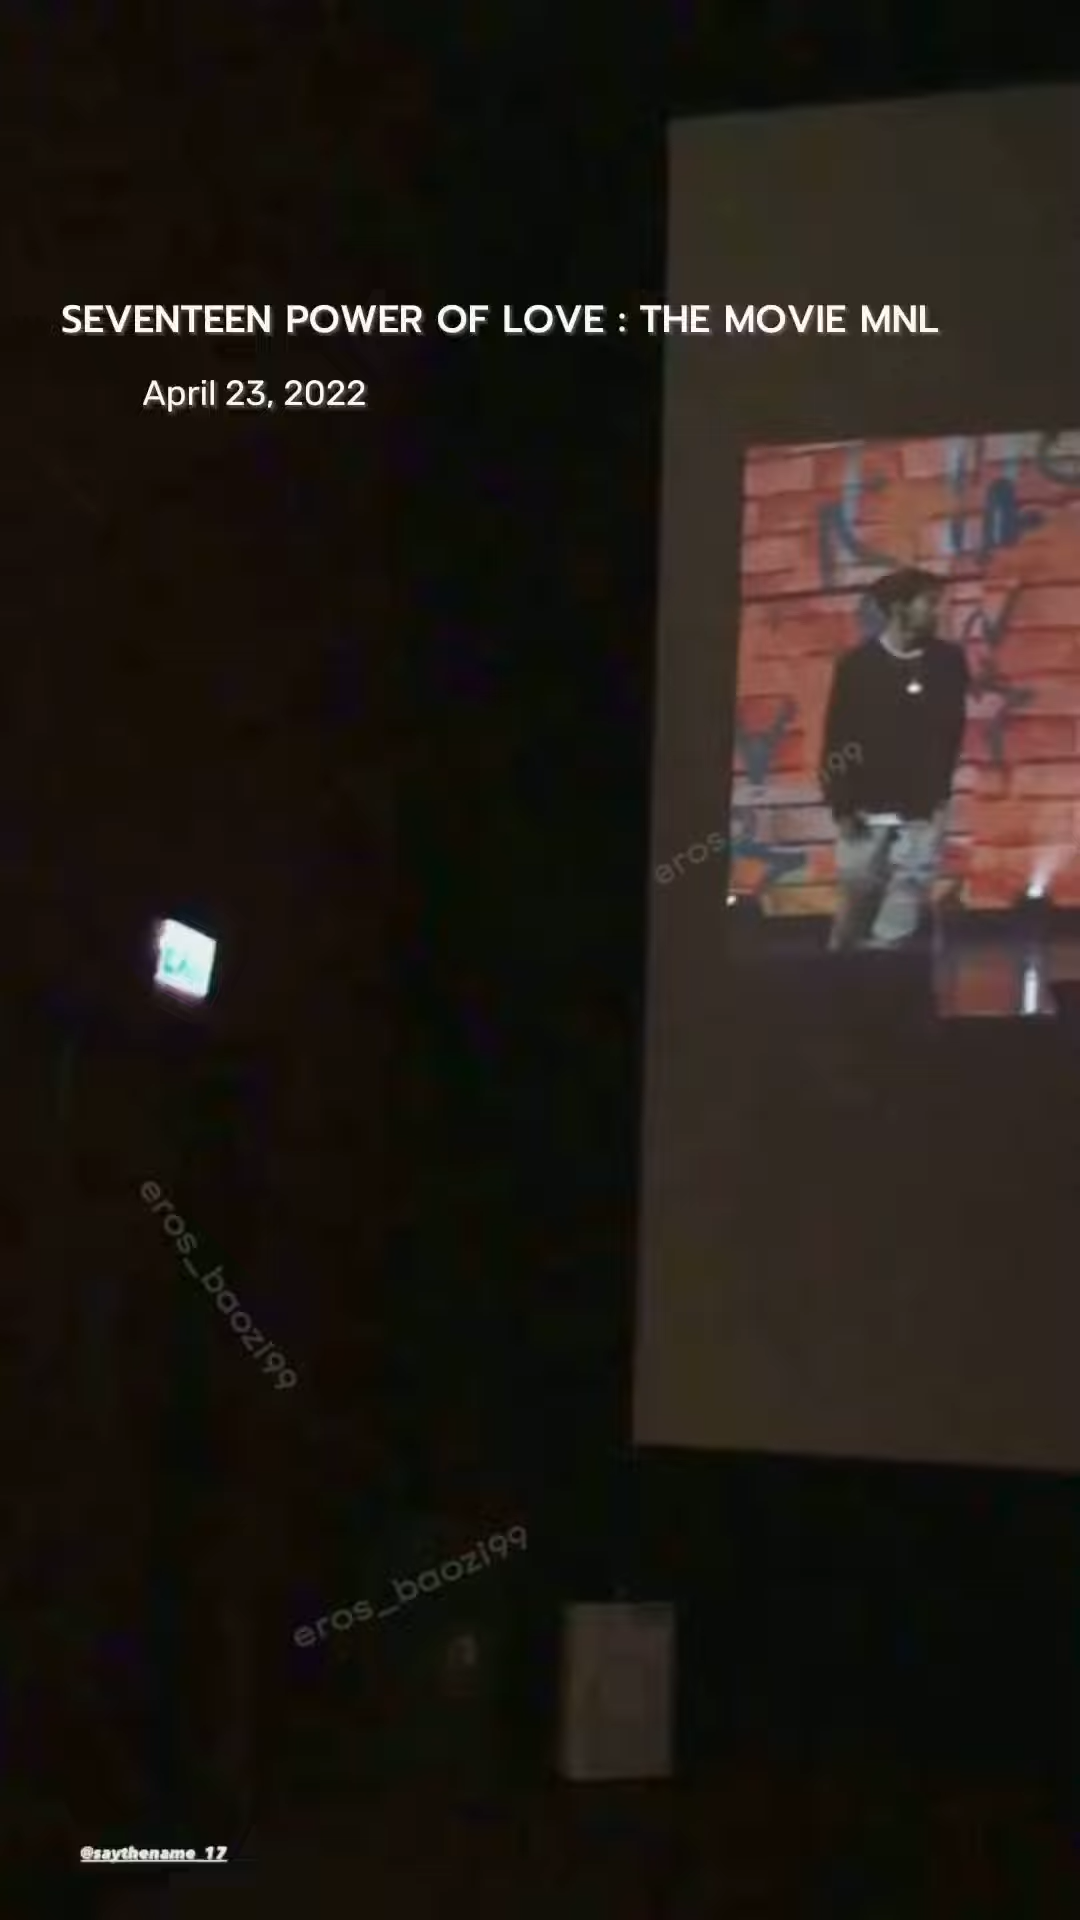 SEVENTEEN POWER OF LOVE : THE MOVIE MNL
April 23, 2022
eros_baozi99
eros_baozi99
@saythename_17